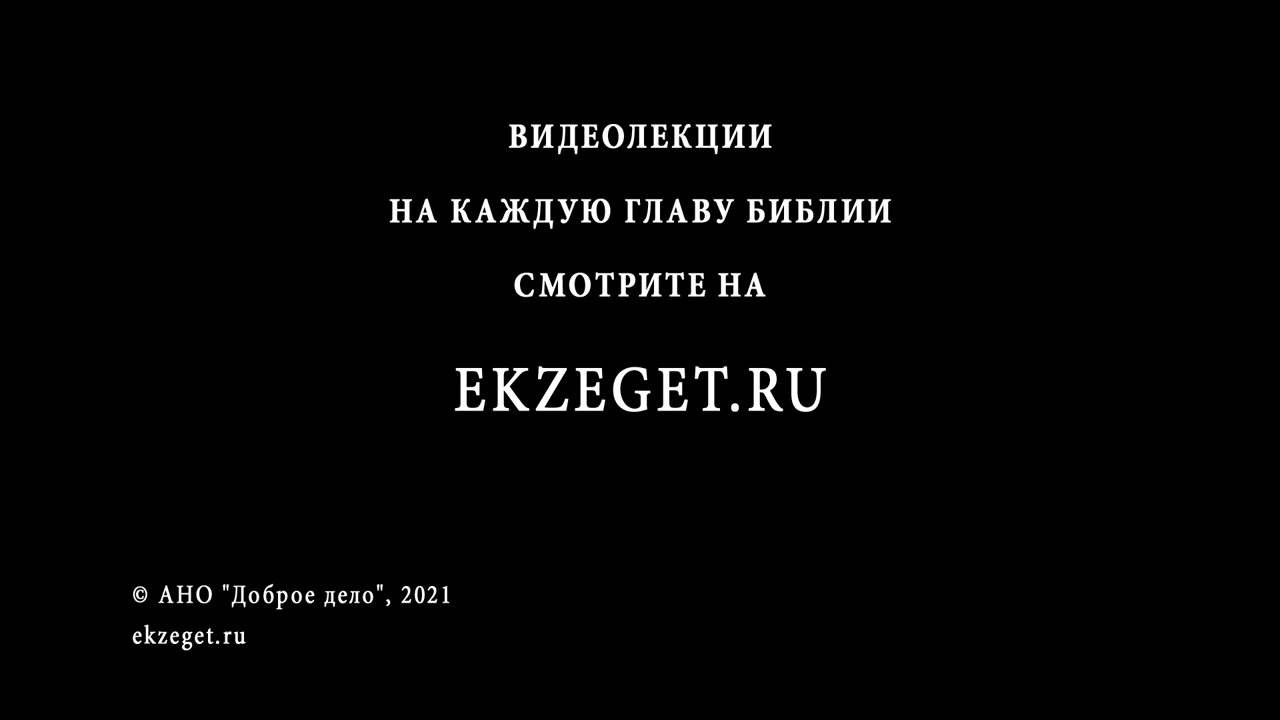 ВИДЕОЛЕКЦИИ
НА КАЖДУЮ ГЛАВУ БИБЛИИ
СМОТРИТЕ НА
EKZEGET.RU
© АНО "Доброе дело", 2021
ekzeget.ru